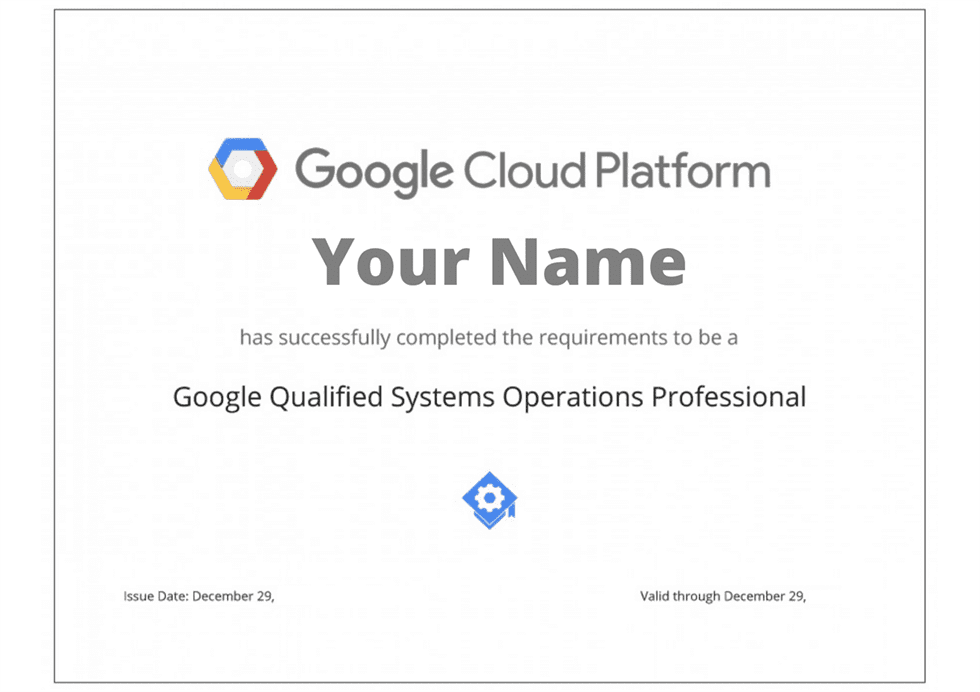 Google Cloud Platform
Your Name
has successfully completed the requirements to be a
Google Qualified Systems Operations Professional
Issue Date: December 29,
Valid through December 29,